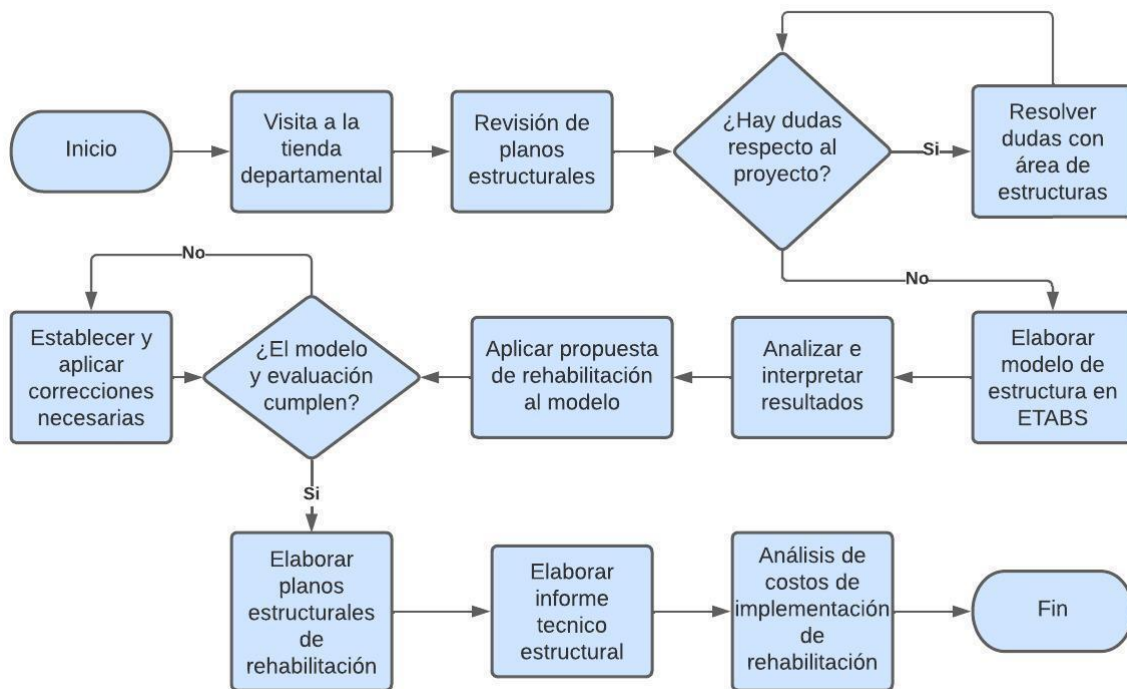 Inicio
Visita a la
tienda
departamental
Revisión de
planos
estructurales
¿Hay dudas
respecto al
proyecto?
Si
Resolver
dudas con
área de
estructuras
No
Elaborar
modelo de
estructura en
ETABS
Analizar e
interpretar
resultados
Aplicar propuesta
de rehabilitación
al modelo
¿El modelo
y evaluación
cumplen?
No
Establecer y
aplicar
correcciones
necesarias
Si
Elaborar
planos
estructurales
de
rehabilitación
Elaborar
informe
tecnico
estructural
Análisis de
costos de
implementación
de
rehabilitación
Fin